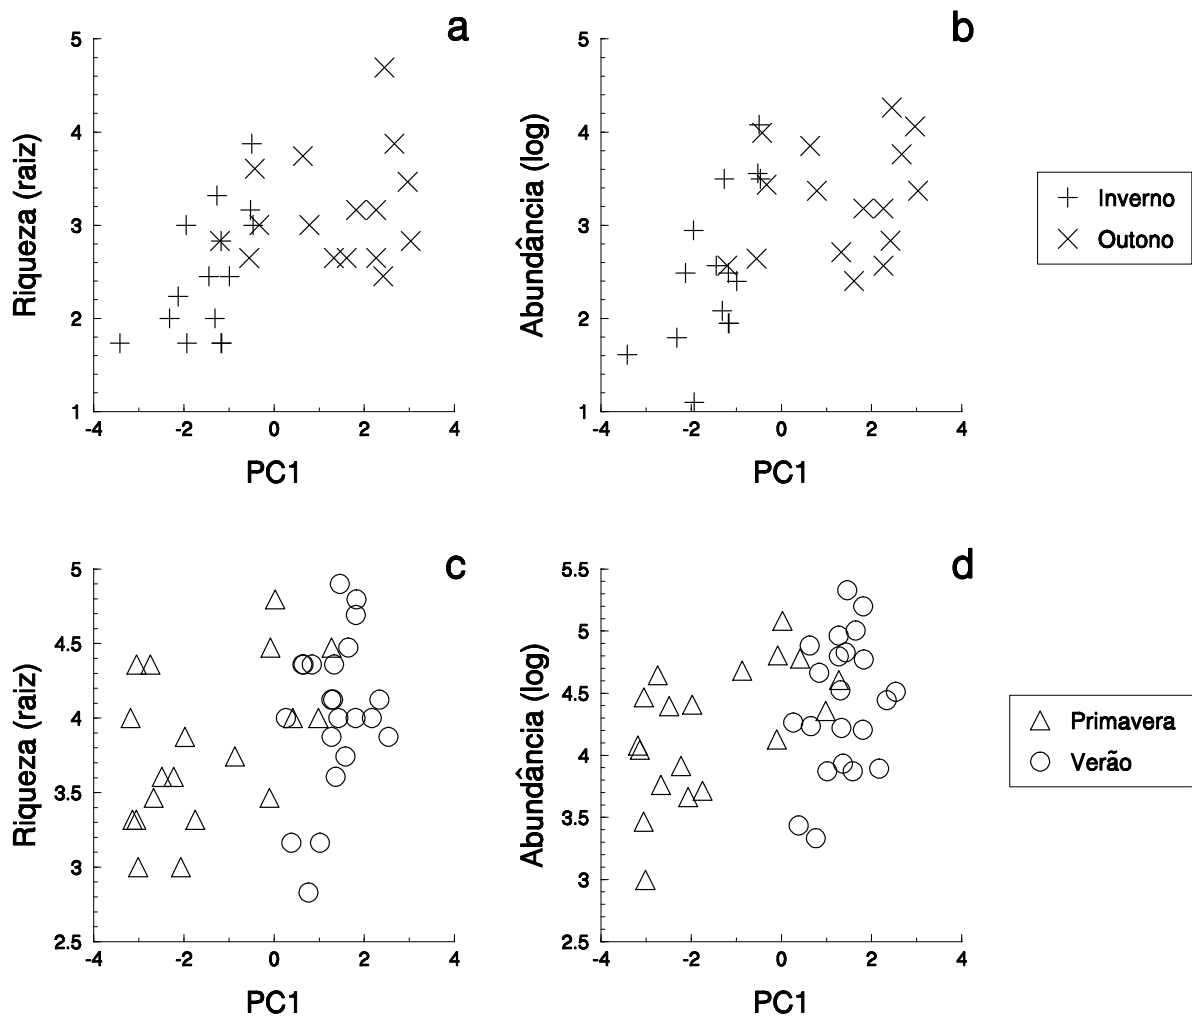 a
5
4
3
2
1
Riqueza (raiz)
-4 -2 0 2 4
PC1
b
5
4
3
2
1
Abundância (log)
-4 -2 0 2 4
PC1
Inverno
Outono
c
5
4.5
4
3.5
3
2.5
Riqueza (raiz)
-4 -2 0 2 4
PC1
d
5.5
5
4.5
4
3.5
3
2.5
Abundância (log)
-4 -2 0 2 4
PC1
Primavera
Verão